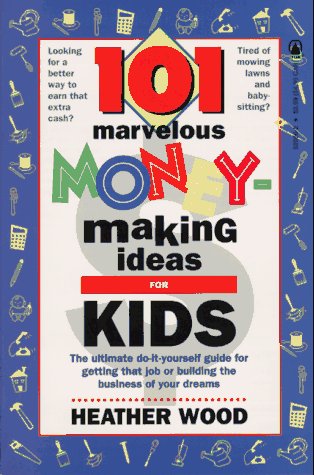 Looking
for a
better
way to
earn that
extra
cash?
Tired of
mowing
lawns
and
baby-
sitting?
101
marvelous
MONEY-
making
ideas
FOR
KIDS
The ultimate do-it-yourself guide for
getting that job or building the
business of your dreams
HEATHER WOOD